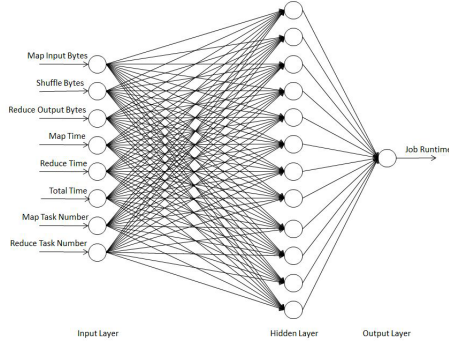 Map Input Bytes
Shuffle Bytes
Reduce Output Bytes
Map Time
Reduce Time
Total Time
Map Task Number
Reduce Task Number
Job Runtime
Input Layer
Hidden Layer
Output Layer